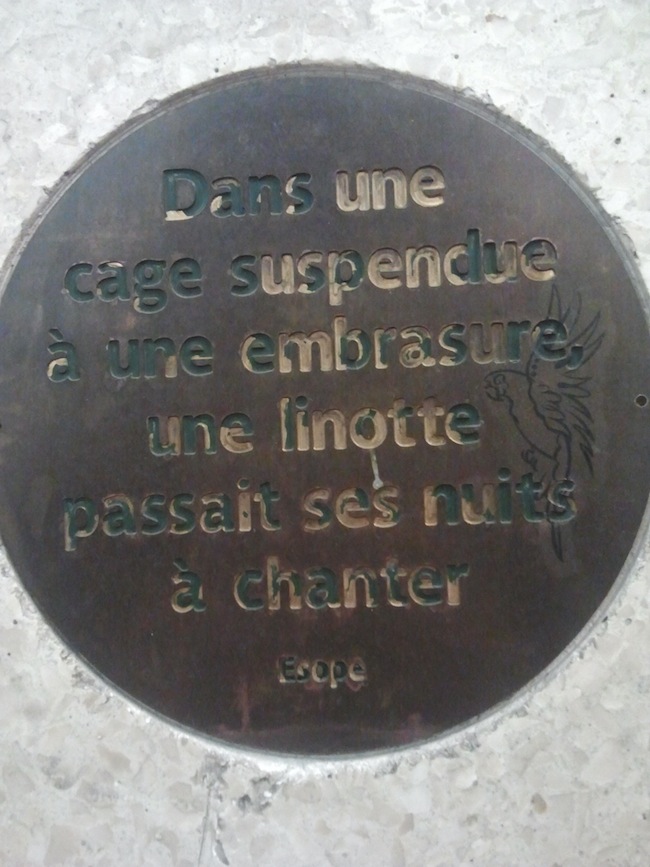 Dans une
cage suspendue
à une embrasure,
une linotte
passait ses nuits
à chanter
Esope